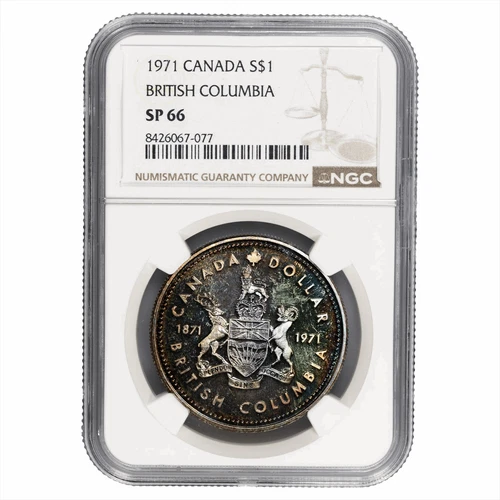 1971 CANADA S$1
BRITISH COLUMBIA
SP 66
8426067-077
NUMISMATIC GUARANTY COMPANY
NGC
CANADA DOLLAR
1871
1971
BRITISH COLUMBIA